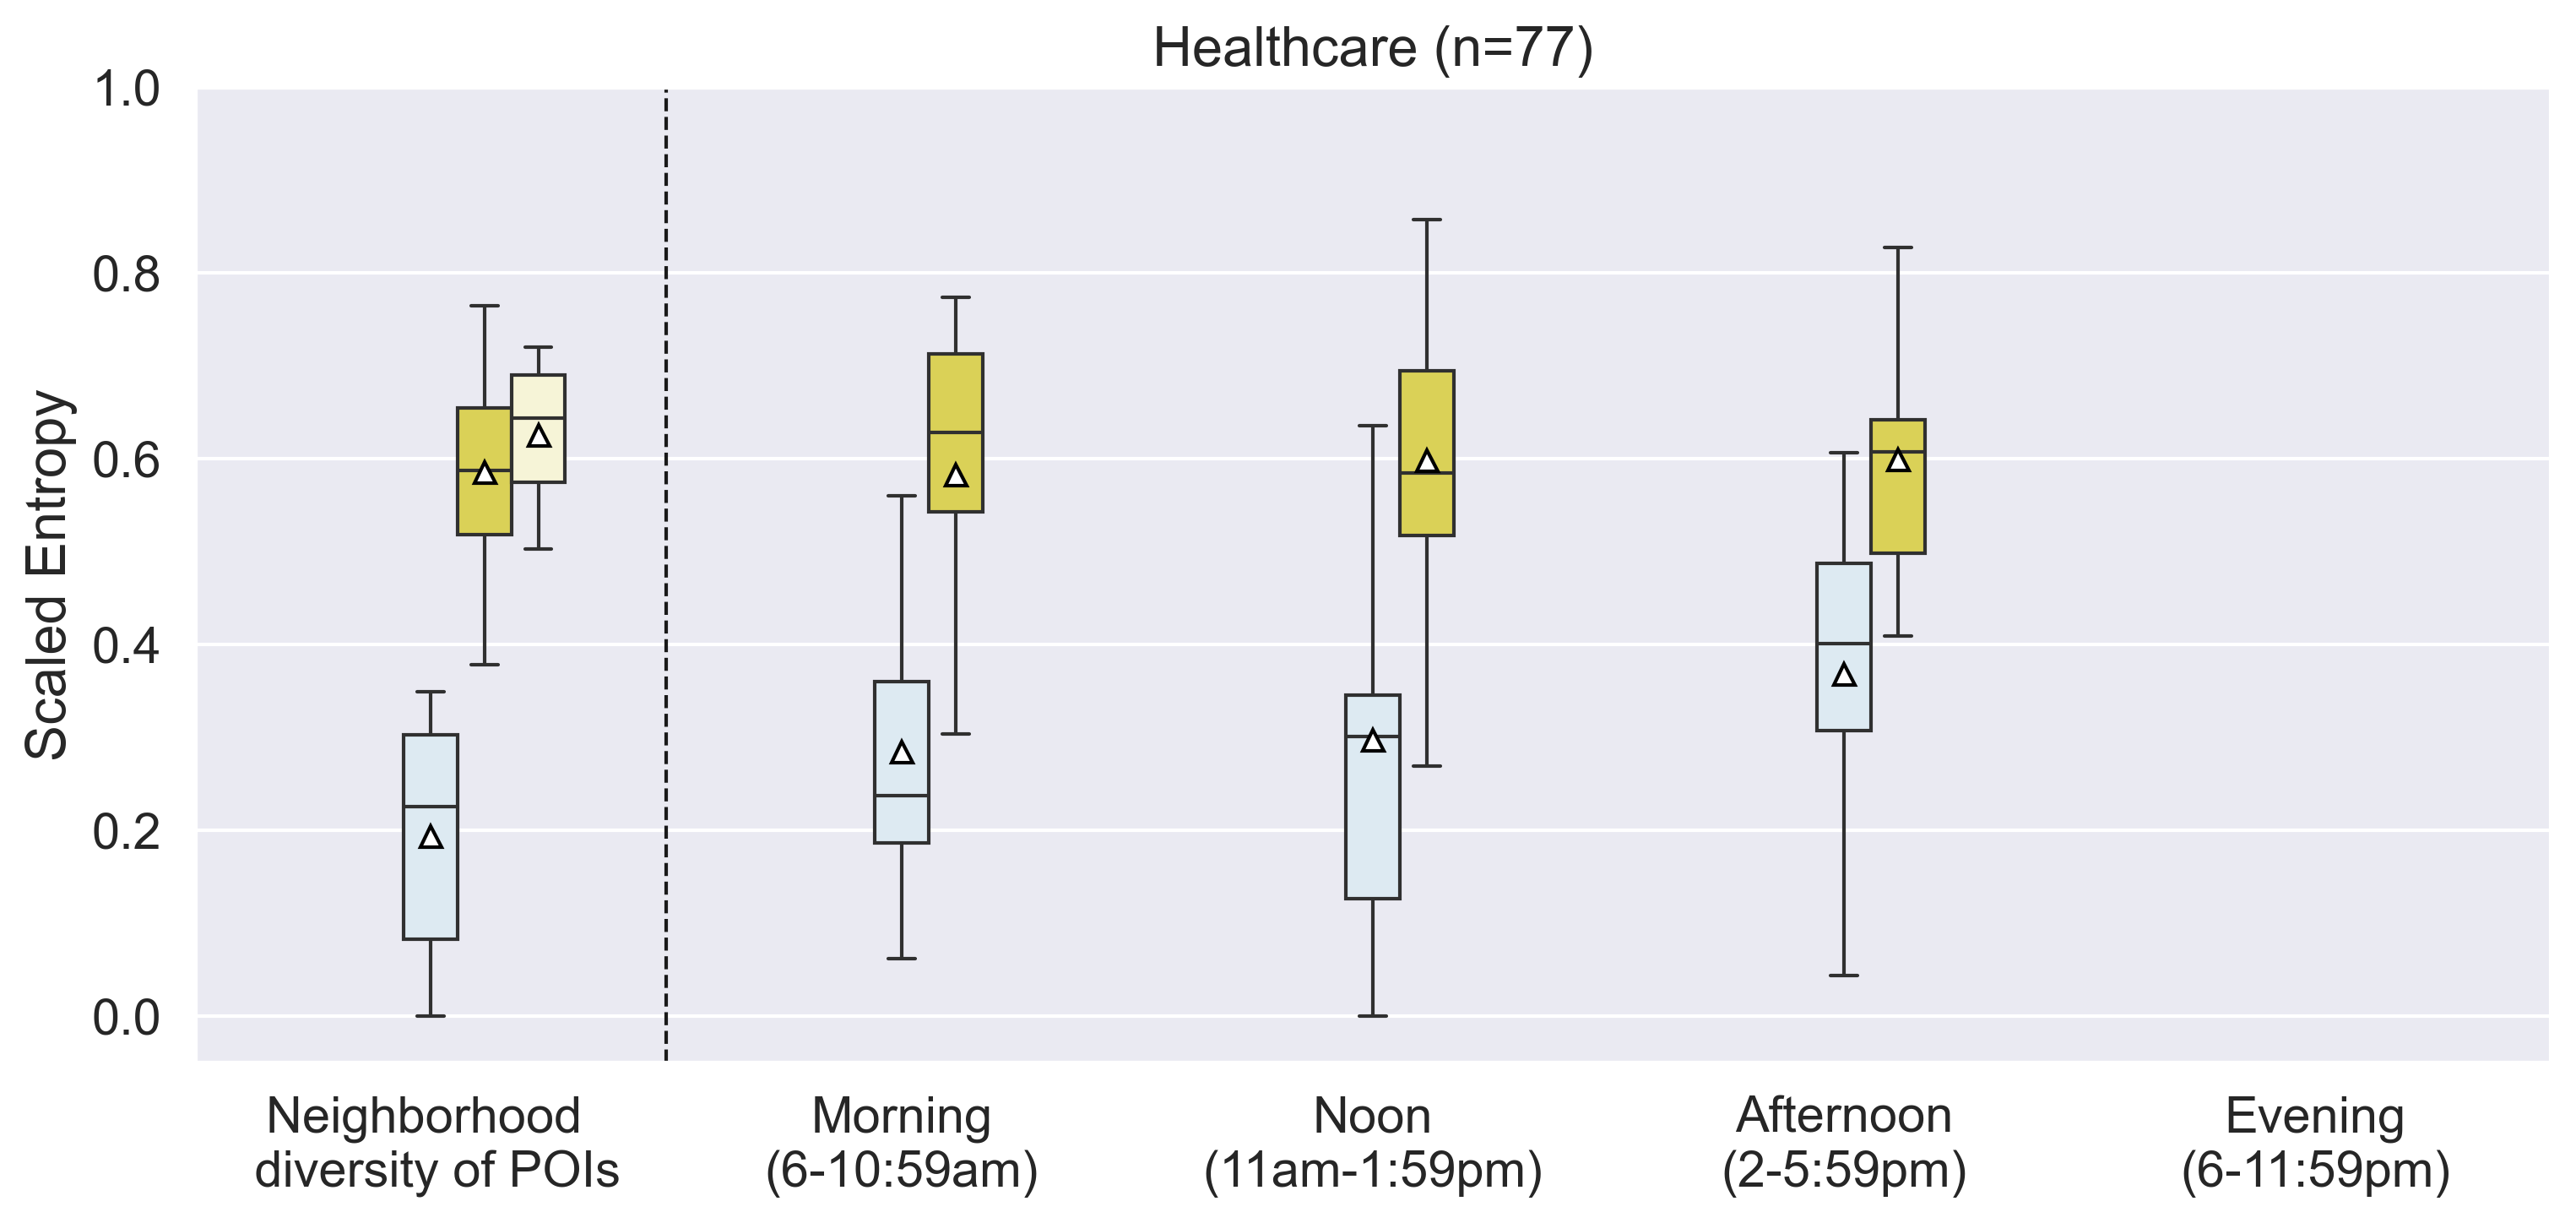 Healthcare (n=77)
1.0
0.8
0.6
0.4
0.2
0.0
Scaled Entropy
Neighborhood
diversity of POIs
Morning
(6-10:59am)
Noon
(11am-1:59pm)
Afternoon
(2-5:59pm)
Evening
(6-11:59pm)